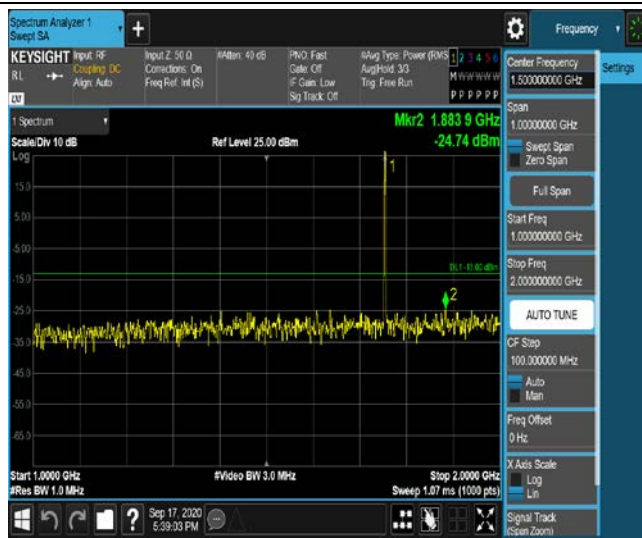 Spectrum Analyzer 1
Swept SA
+
Frequency
KEYSIGHT
RL
Input: RF
Coupling: DC
Align: Auto
Input Z: 50 Ω
Corrections: On
Freq Ref: Int (S)
#Atten: 40 dB
PNO: Fast
Gate: Off
IF Gain: Low
Sig Track: Off
#Avg Type: Power (RMS
Avg|Hold: 3/3
Trig: Free Run
1 2 3 4 5 6
M W W W W W
P P P P P P
Center Frequency
1.500000000 GHz
Settings
Span
1.00000000 GHz
Swept Span
Zero Span
Full Span
Start Freq
1.000000000 GHz
Stop Freq
2.000000000 GHz
AUTO TUNE
CF Step
100.000000 MHz
Auto
Man
Freq Offset
0 Hz
X Axis Scale
Log
Lin
Signal Track
(Span Zoom)
1 Spectrum
Scale/Div 10 dB
Ref Level 25.00 dBm
Mkr2 1.883 9 GHz
-24.74 dBm
Log
15.0
5.00
-5.00
-15.0
-25.0
-35.0
-45.0
-55.0
-65.0
1
DL1 -13.00 dBm
2
Start 1.0000 GHz
#Res BW 1.0 MHz
#Video BW 3.0 MHz
Stop 2.0000 GHz
Sweep 1.07 ms (1000 pts)
?
Sep 17, 2020
5:39:03 PM